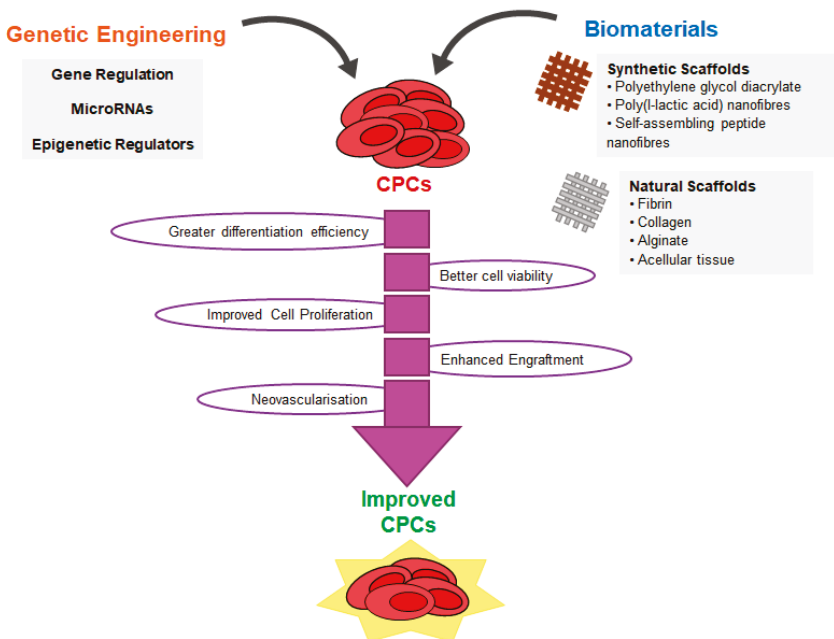 Genetic Engineering
Gene Regulation
MicroRNAs
Epigenetic Regulators
Biomaterials
Synthetic Scaffolds
• Polyethylene glycol diacrylate
• Poly(l-lactic acid) nanofibres
• Self-assembling peptide
nanofibres
Natural Scaffolds
• Fibrin
• Collagen
• Alginate
• Acellular tissue
CPCs
Greater differentiation efficiency
Better cell viability
Improved Cell Proliferation
Enhanced Engraftment
Neovascularisation
Improved
CPCs